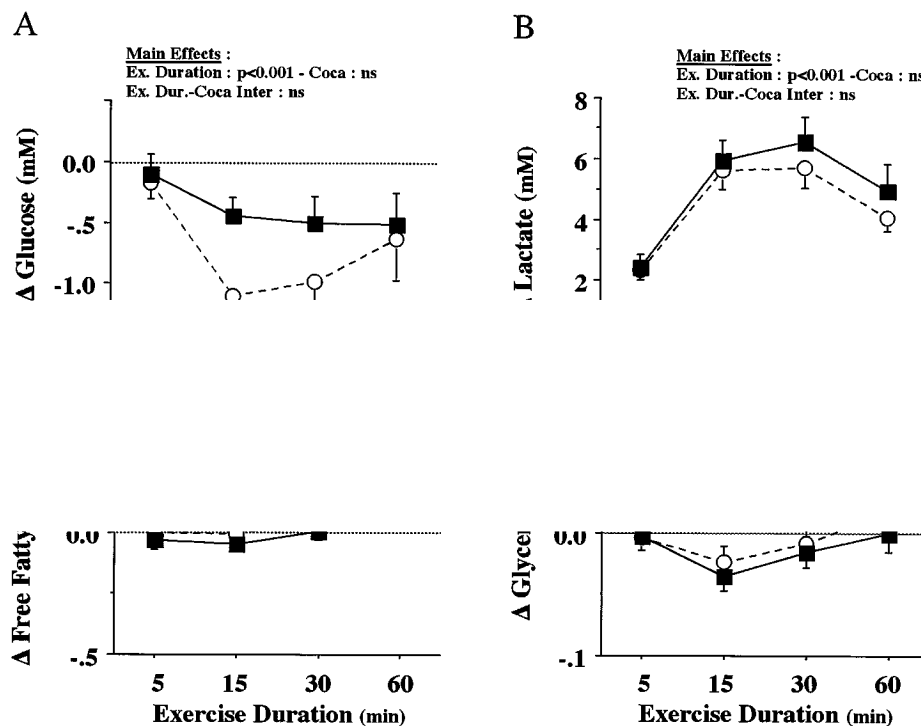 A
Main Effects :
Ex. Duration : p<0.001 - Coca : ns
Ex. Dur.-Coca Inter : ns
Δ Glucose (mM)
0.0
-.5
-1.0
B
Main Effects :
Ex. Duration : p<0.001 -Coca : ns
Ex. Dur.-Coca Inter : ns
Lactate (mM)
8
6
4
2
Δ Free Fatty
0.0
-.5
5 15 30 60
Exercise Duration (min)
Δ Glycer
0.0
-.1
5 15 30 60
Exercise Duration (min)